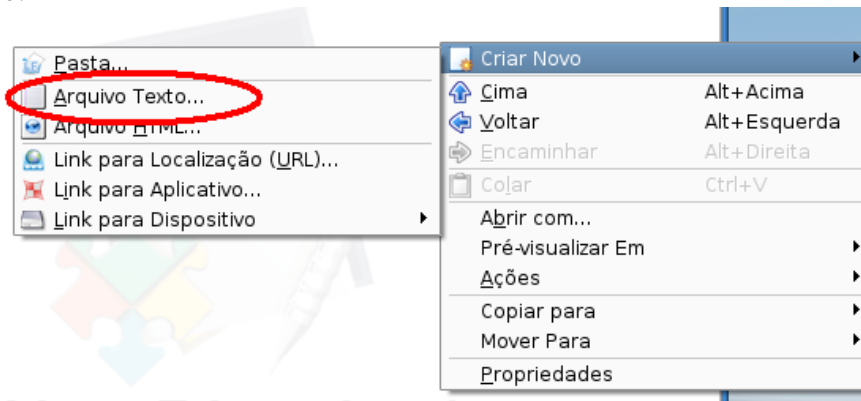 Pasta...
Arquivo Texto...
Arquivo HTML...
Link para Localização (URL)...
Link para Aplicativo...
Link para Dispositivo
Criar Novo
Cima Alt+Acima
Voltar Alt+Esquerda
Encaminhar Alt+Direita
Colar Ctrl+V
Abrir com...
Pré-visualizar Em
Ações
Copiar para
Mover Para
Propriedades